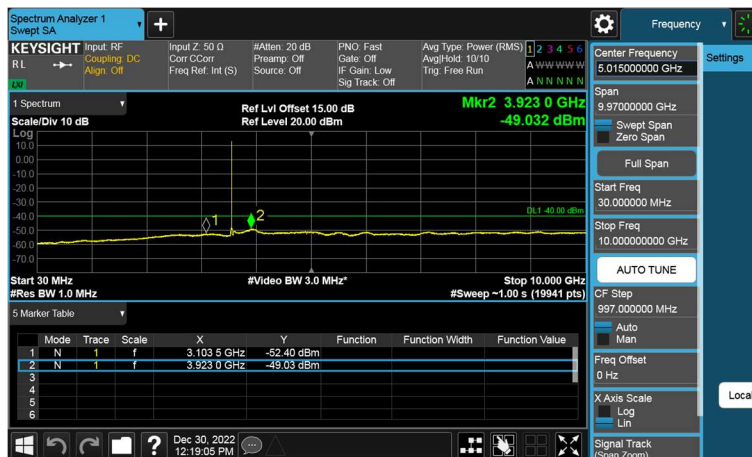 Spectrum Analyzer 1
Swept SA
+
Frequency
KEYSIGHT
RL
LXI
Input: RF
Coupling: DC
Align: Off
Input Z: 50 Ω
Corr CCorr
Freq Ref: Int (S)
#Atten: 20 dB
Preamp: Off
Source: Off
PNO: Fast
Gate: Off
IF Gain: Low
Sig Track: Off
Avg Type: Power (RMS)
Avg|Hold: 10/10
Trig: Free Run
1 2 3 4 5 6
A W W W W W
A N N N N N
1 Spectrum
Scale/Div 10 dB
Ref Lvl Offset 15.00 dB
Ref Level 20.00 dBm
Mkr2 3.923 0 GHz
-49.032 dBm
Log
10.0
0.00
-10.0
-20.0
-30.0
-40.0
-50.0
-60.0
-70.0
1
2
DL1 -40.00 dBm
Start 30 MHz
#Res BW 1.0 MHz
#Video BW 3.0 MHz*
Stop 10.000 GHz
#Sweep ~1.00 s (19941 pts)
5 Marker Table
Mode Trace Scale X Y Function Function Width Function Value
1 N 1 f 3.103 5 GHz -52.40 dBm
2 N 1 f 3.923 0 GHz -49.03 dBm
3
4
5
6
Center Frequency
5.015000000 GHz
Settings
Span
9.97000000 GHz
Swept Span
Zero Span
Full Span
Start Freq
30.000000 MHz
Stop Freq
10.000000000 GHz
AUTO TUNE
CF Step
997.000000 MHz
Auto
Man
Freq Offset
0 Hz
X Axis Scale
Log
Lin
Local
Signal Track
(Span Zoom)
?
Dec 30, 2022
12:19:05 PM